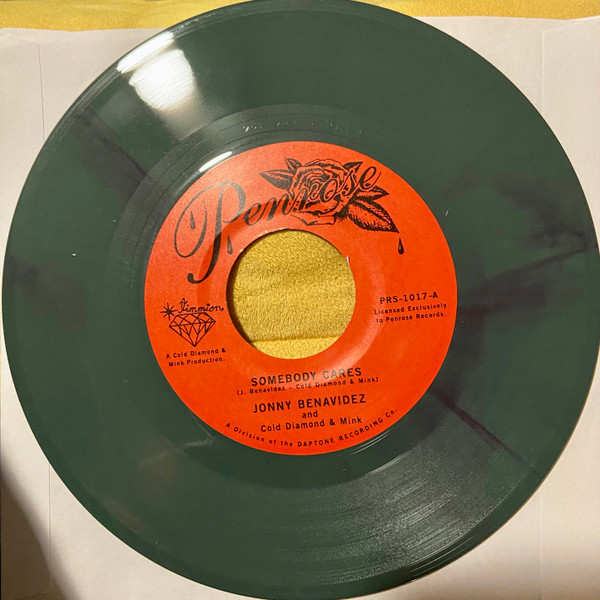 Penrose
Timmion
PRS-1017-A
Licensed Exclusively
to Penrose Records.
A Cold Diamond &
Mink Production.
SOMEBODY CARES
(J. Benavidez - Cold Diamond & Mink)
JONNY BENAVIDEZ
and
Cold Diamond & Mink
A Division of the DAPTONE RECORDING Co.